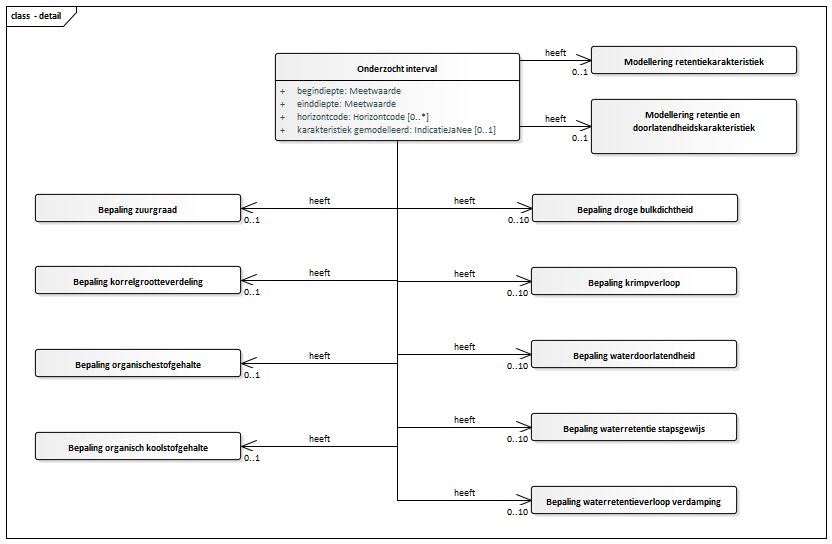 class - detail
Onderzocht interval
+ begindiepte: Meetwaarde
+ einddiepte: Meetwaarde
+ horizontcode: Horizontcode [0..*]
+ karakteristiek gemodelleerd: IndicatieJaNee [0..1]
heeft
0..1
Modellering retentiekarakteristiek
heeft
0..1
Modellering retentie en
doorlatendheidskarakteristiek
Bepaling zuurgraad
heeft
0..1
heeft
0..10
Bepaling droge bulkdichtheid
Bepaling korrelgrootteverdeling
heeft
0..1
heeft
0..10
Bepaling krimpverloop
Bepaling organischestofgehalte
heeft
0..1
heeft
0..10
Bepaling waterdoorlatendheid
Bepaling organisch koolstofgehalte
heeft
0..1
heeft
0..10
Bepaling waterretentie stapsgewijs
heeft
0..10
Bepaling waterretentieverloop verdamping